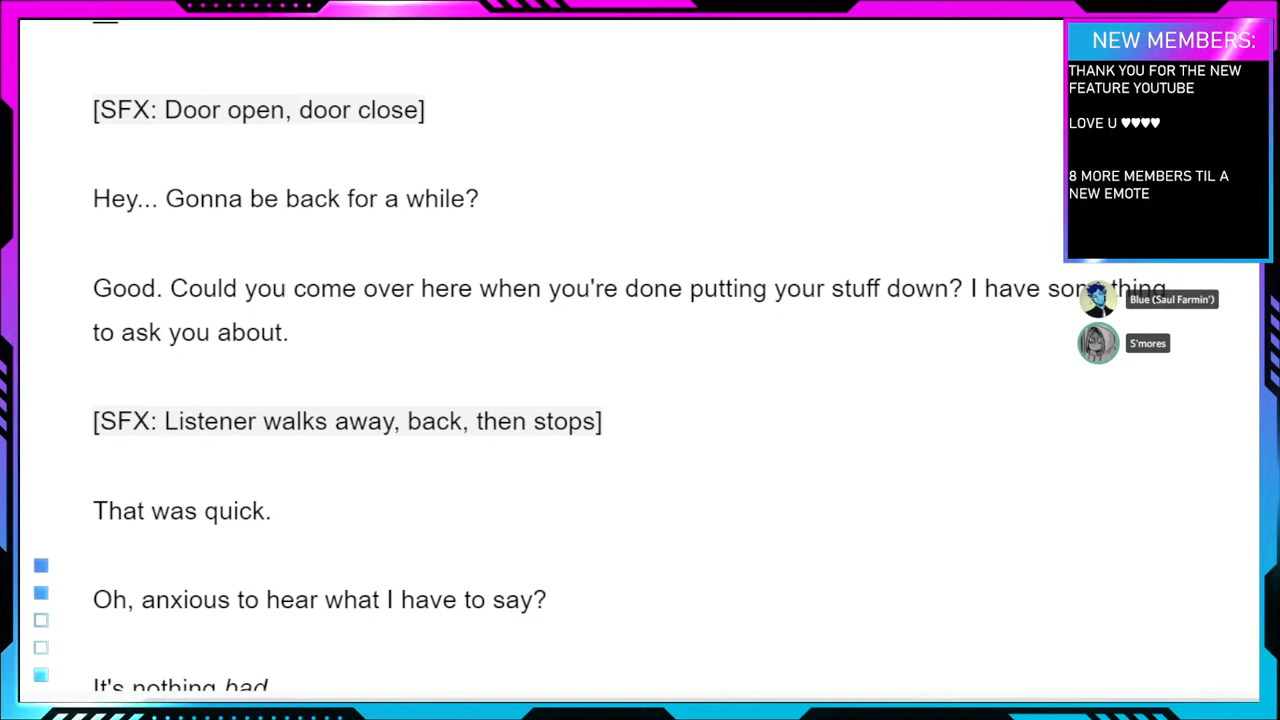 NEW MEMBERS:
THANK YOU FOR THE NEW
FEATURE YOUTUBE
LOVE U ♥♥♥♥
8 MORE MEMBERS TIL A
NEW EMOTE
[SFX: Door open, door close]
Hey... Gonna be back for a while?
Good. Could you come over here when you're done putting your stuff down? I have something
to ask you about.
Blue (Saul Farmin')
S'mores
[SFX: Listener walks away, back, then stops]
That was quick.
Oh, anxious to hear what I have to say?
It's nothing bad